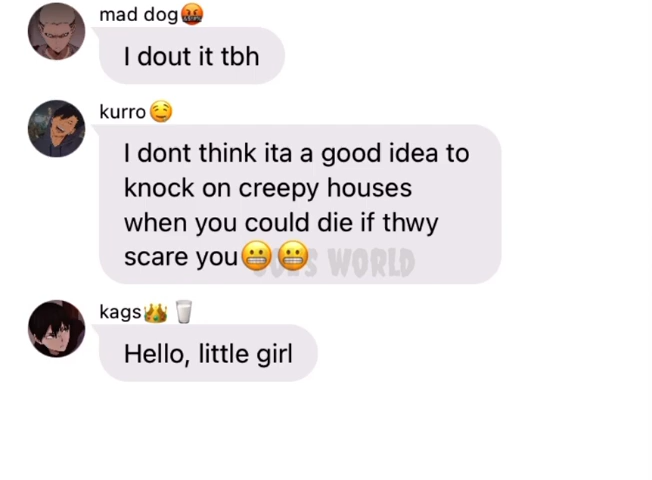 mad dog🤬
I dout it tbh
kurro🤤
I dont think ita a good idea to
knock on creepy houses
when you could die if thwy
scare you😬😬
WORLD
kags👑🥛
Hello, little girl